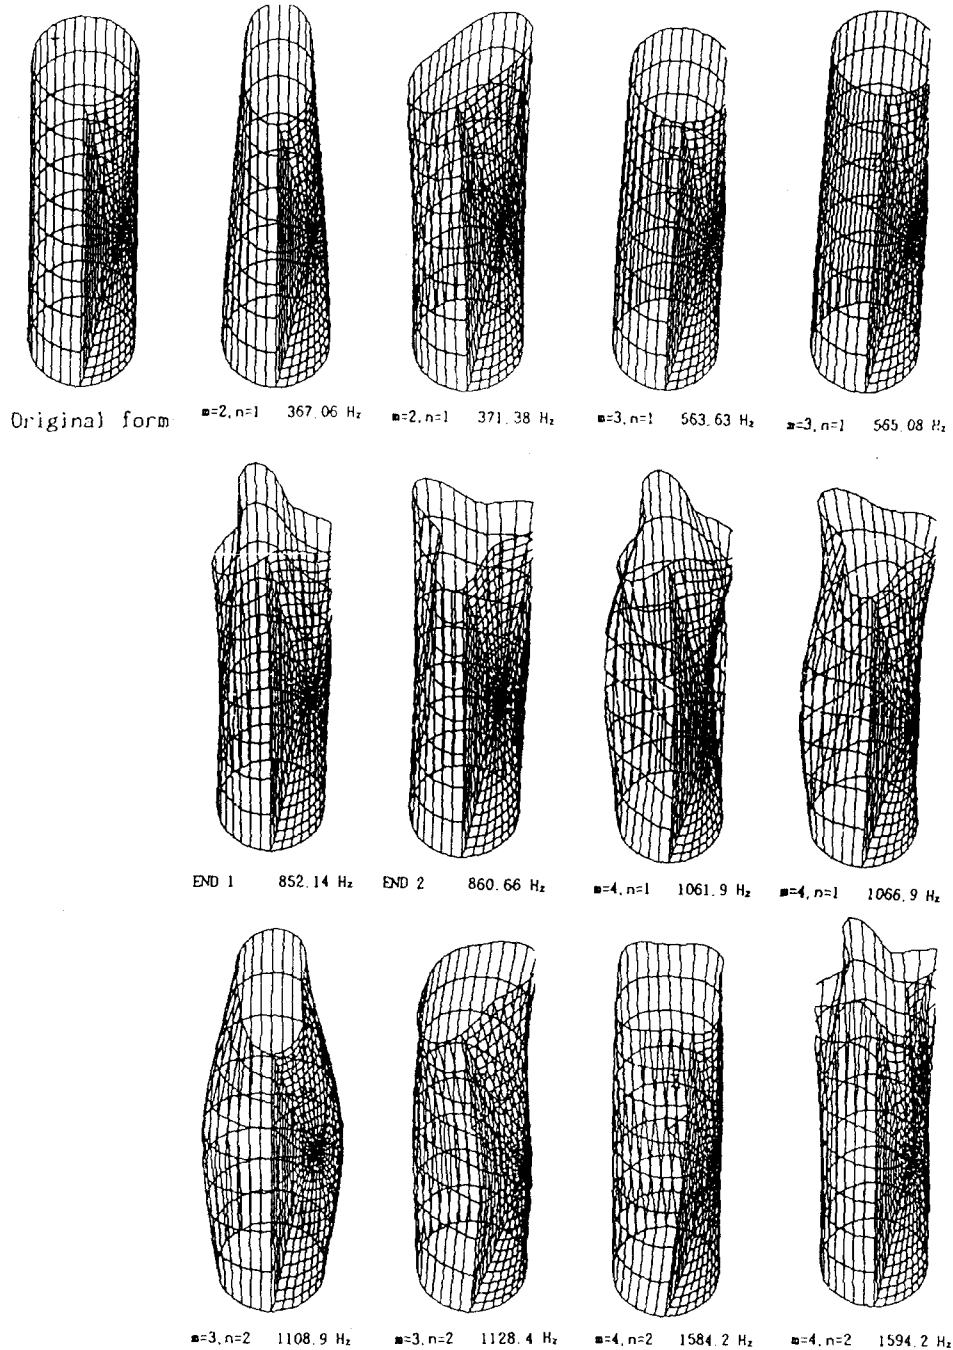 Original form
m=2, n=1 367.06 Hz
m=2, n=1 371.38 Hz
m=3, n=1 563.63 Hz
m=3, n=1 565.08 Hz
END 1 852.14 Hz
END 2 860.66 Hz
m=4, n=1 1061.9 Hz
m=4, n=1 1066.9 Hz
m=3, n=2 1108.9 Hz
m=3, n=2 1128.4 Hz
m=4, n=2 1584.2 Hz
m=4, n=2 1594.2 Hz